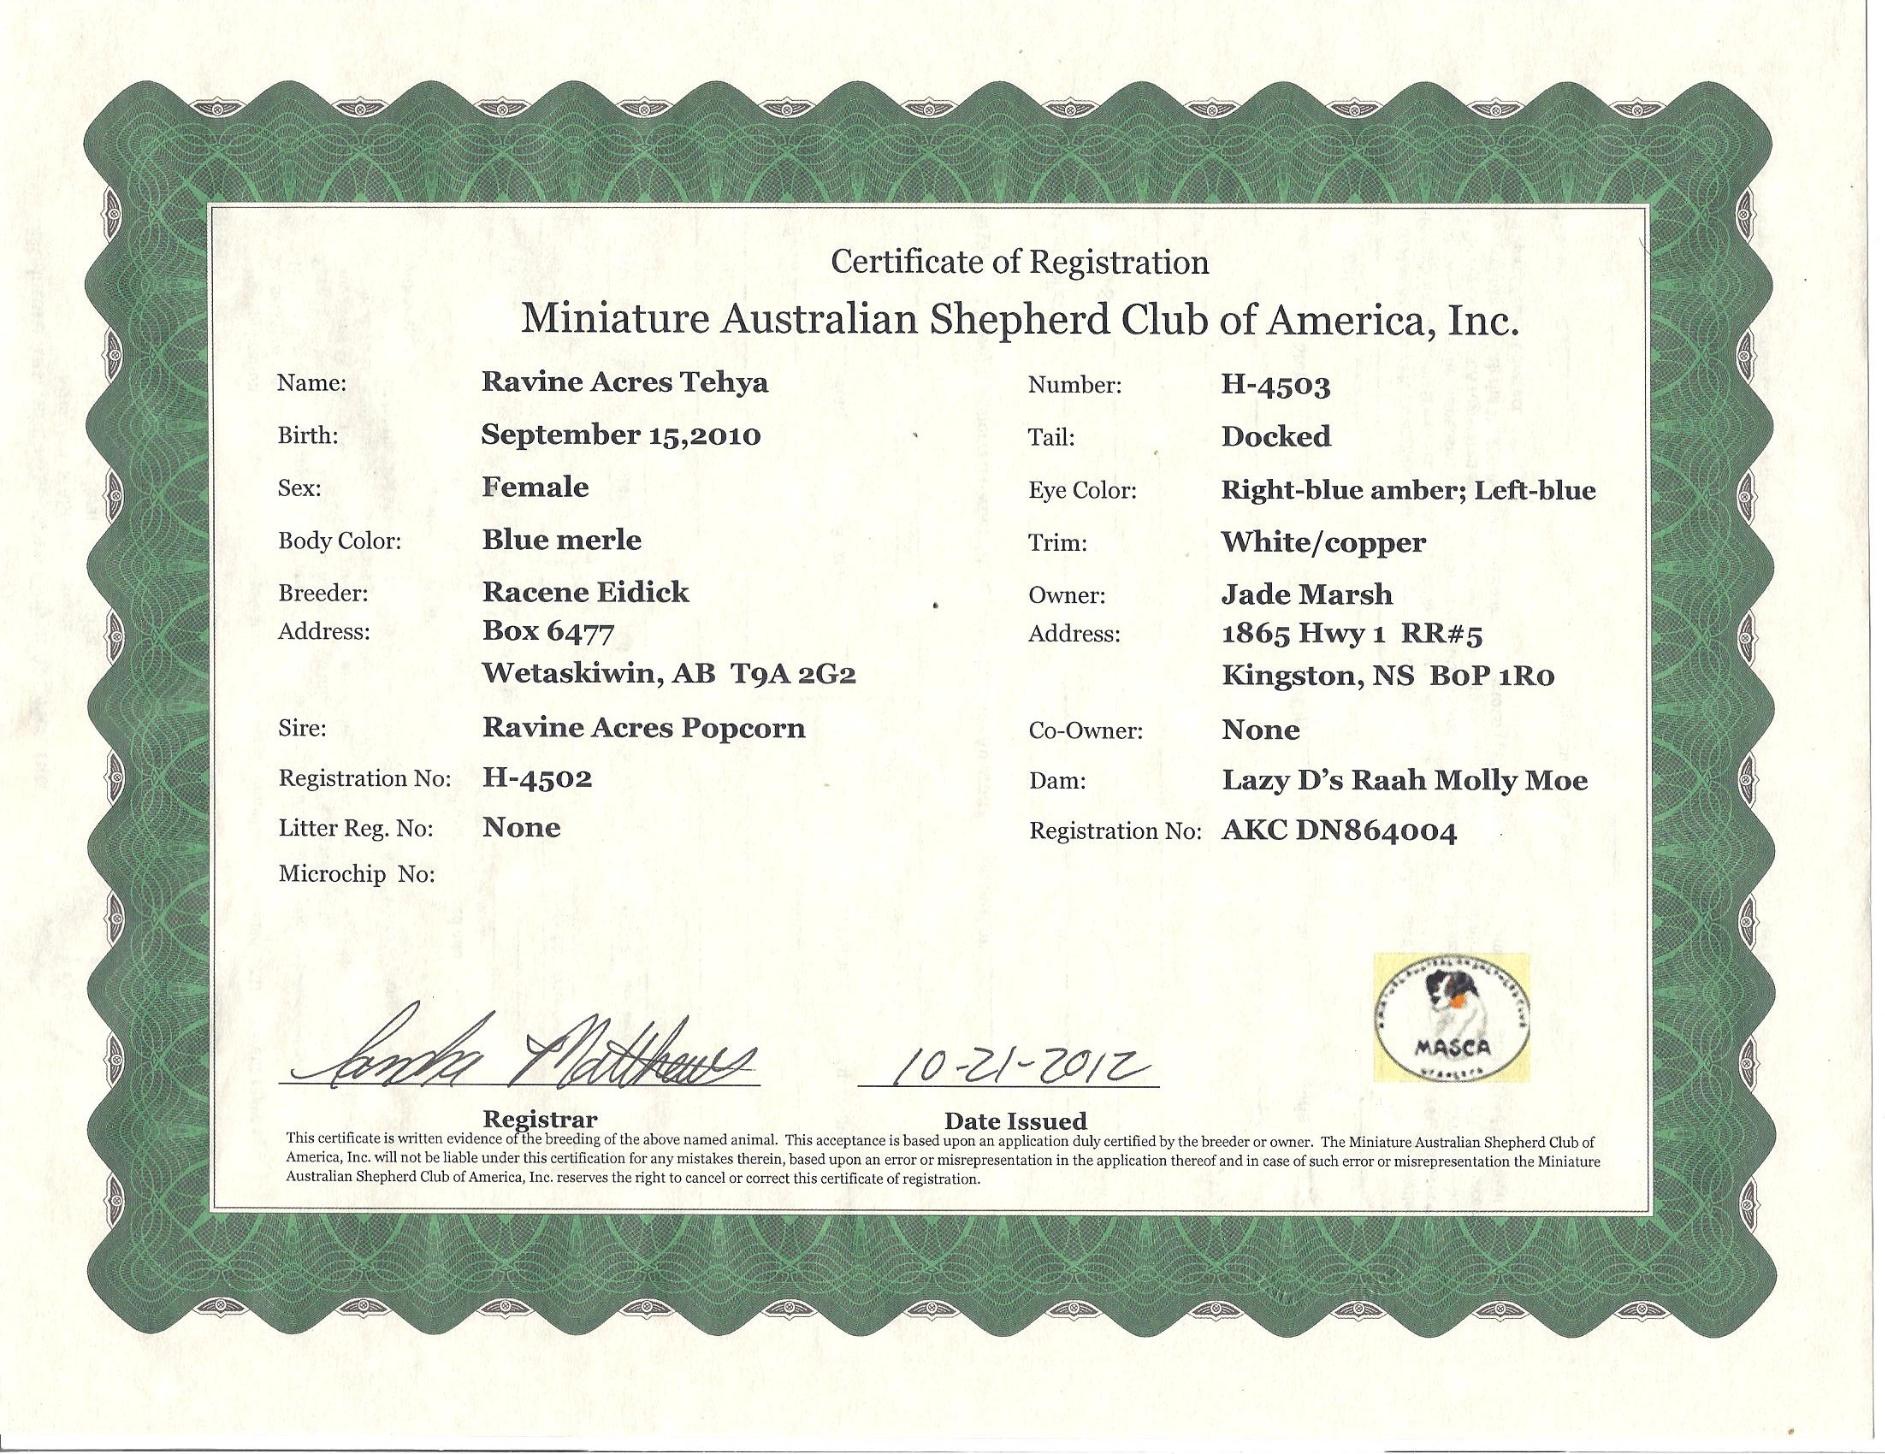 Certificate of Registration
Miniature Australian Shepherd Club of America, Inc.
Name: Ravine Acres Tehya Number: H-4503
Birth: September 15,2010 Tail: Docked
Sex: Female Eye Color: Right-blue amber; Left-blue
Body Color: Blue merle Trim: White/copper
Breeder: Racene Eidick Owner: Jade Marsh
Address: Box 6477 Address: 1865 Hwy 1 RR#5
Wetaskiwin, AB T9A 2G2 Kingston, NS B0P 1R0
Sire: Ravine Acres Popcorn Co-Owner: None
Registration No: H-4502 Dam: Lazy D's Raah Molly Moe
Litter Reg. No: None Registration No: AKC DN864004
Microchip No:
Matthews 10-21-2012
MASCA
Registrar Date Issued
This certificate is written evidence of the breeding of the above named animal. This acceptance is based upon an application duly certified by the breeder or owner. The Miniature Australian Shepherd Club of
America, Inc. will not be liable under this certification for any mistakes therein, based upon an error or misrepresentation in the application thereof and in case of such error or misrepresentation the Miniature
Australian Shepherd Club of America, Inc. reserves the right to cancel or correct this certificate of registration.